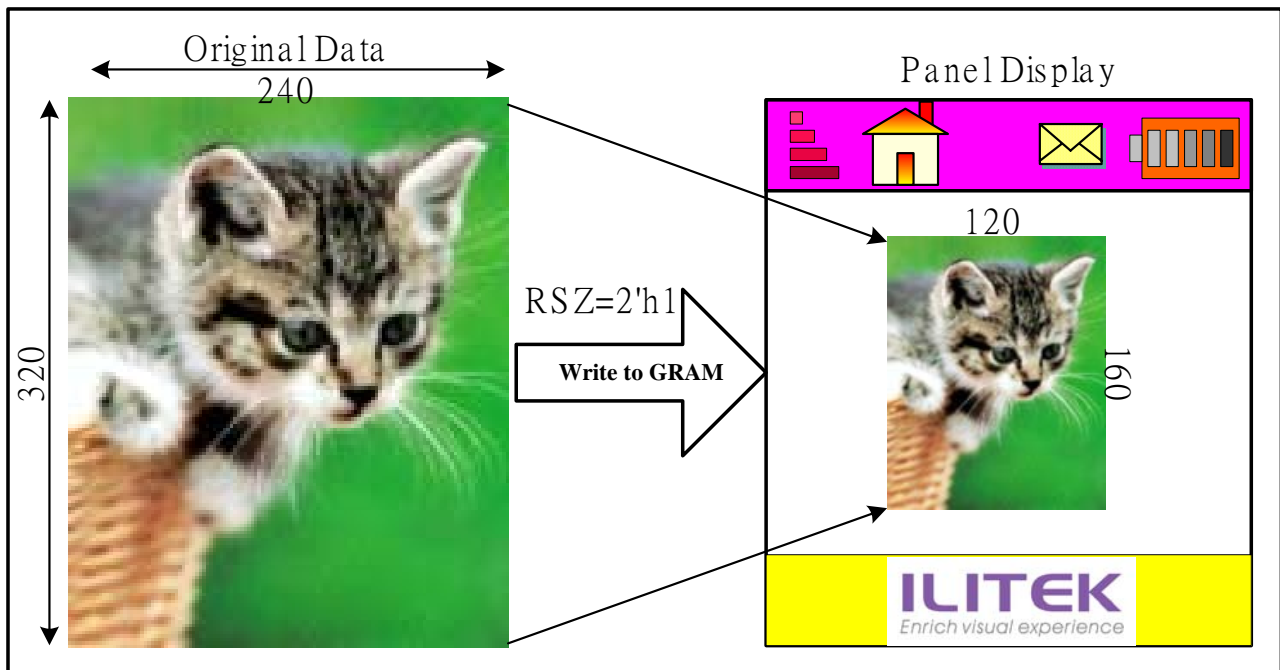 Original Data
240
320
RSZ=2'h1
Write to GRAM
Panel Display
120
160
ILITEK
Enrich visual experience